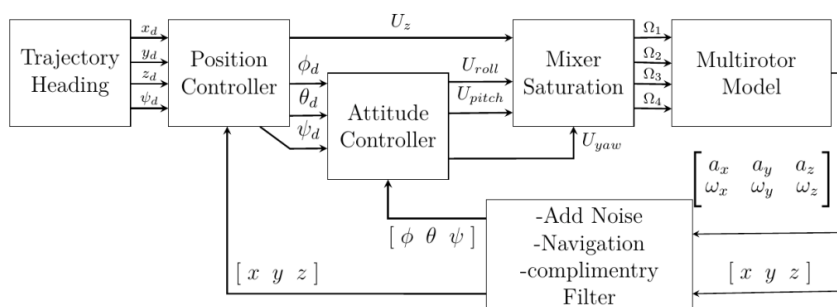 Trajectory
Heading
x_d
y_d
z_d
ψ_d
Position
Controller
U_z
ϕ_d
θ_d
ψ_d
Attitude
Controller
U_roll
U_pitch
U_yaw
Mixer
Saturation
Ω_1
Ω_2
Ω_3
Ω_4
Multirotor
Model
[ a_x a_y a_z
ω_x ω_y ω_z ]
-Add Noise
-Navigation
-complimentry
Filter
[ ϕ θ ψ ]
[ x y z ]
[ x y z ]